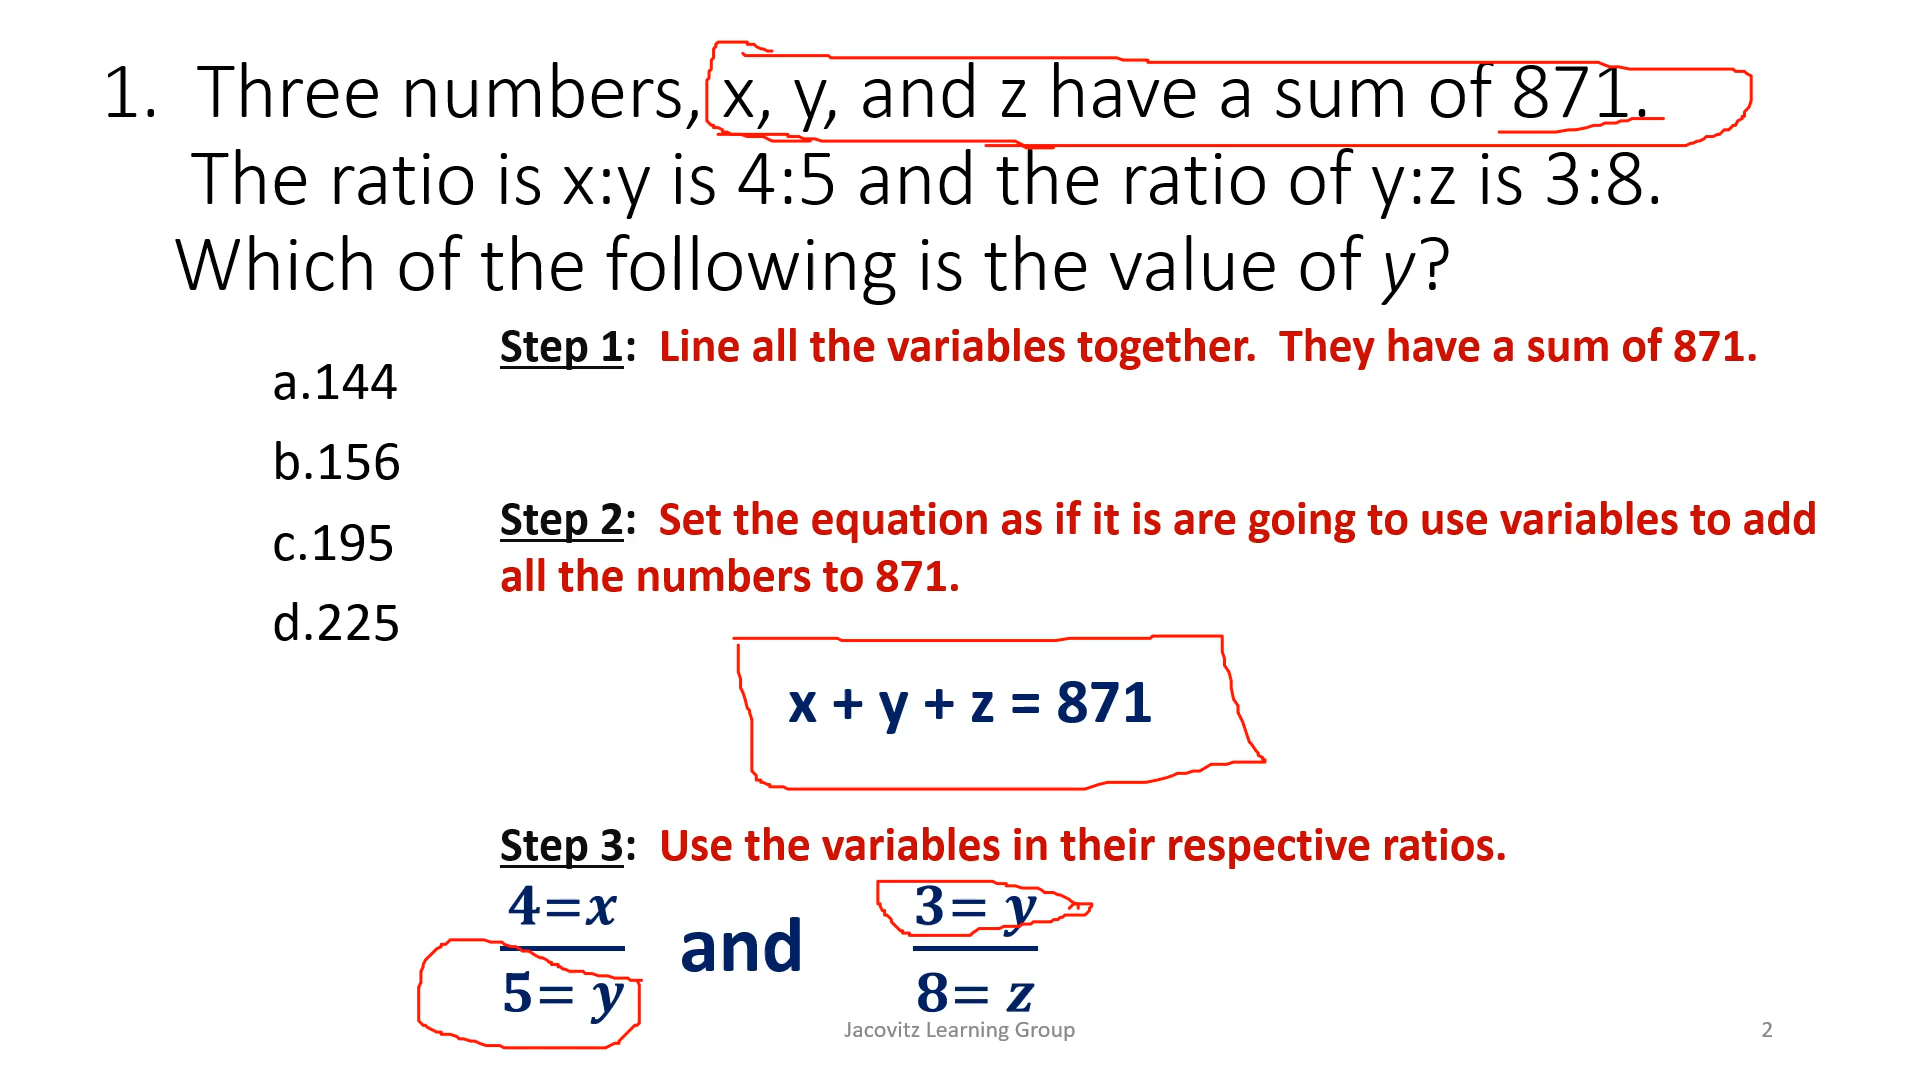 1. Three numbers, x, y, and z have a sum of 871.
The ratio is x:y is 4:5 and the ratio of y:z is 3:8.
Which of the following is the value of y?
a.144
b.156
c.195
d.225
Step 1: Line all the variables together. They have a sum of 871.
Step 2: Set the equation as if it is are going to use variables to add
all the numbers to 871.
x + y + z = 871
Step 3: Use the variables in their respective ratios.
4=x
5= y
and
3= y
8= z
Jacovitz Learning Group
2